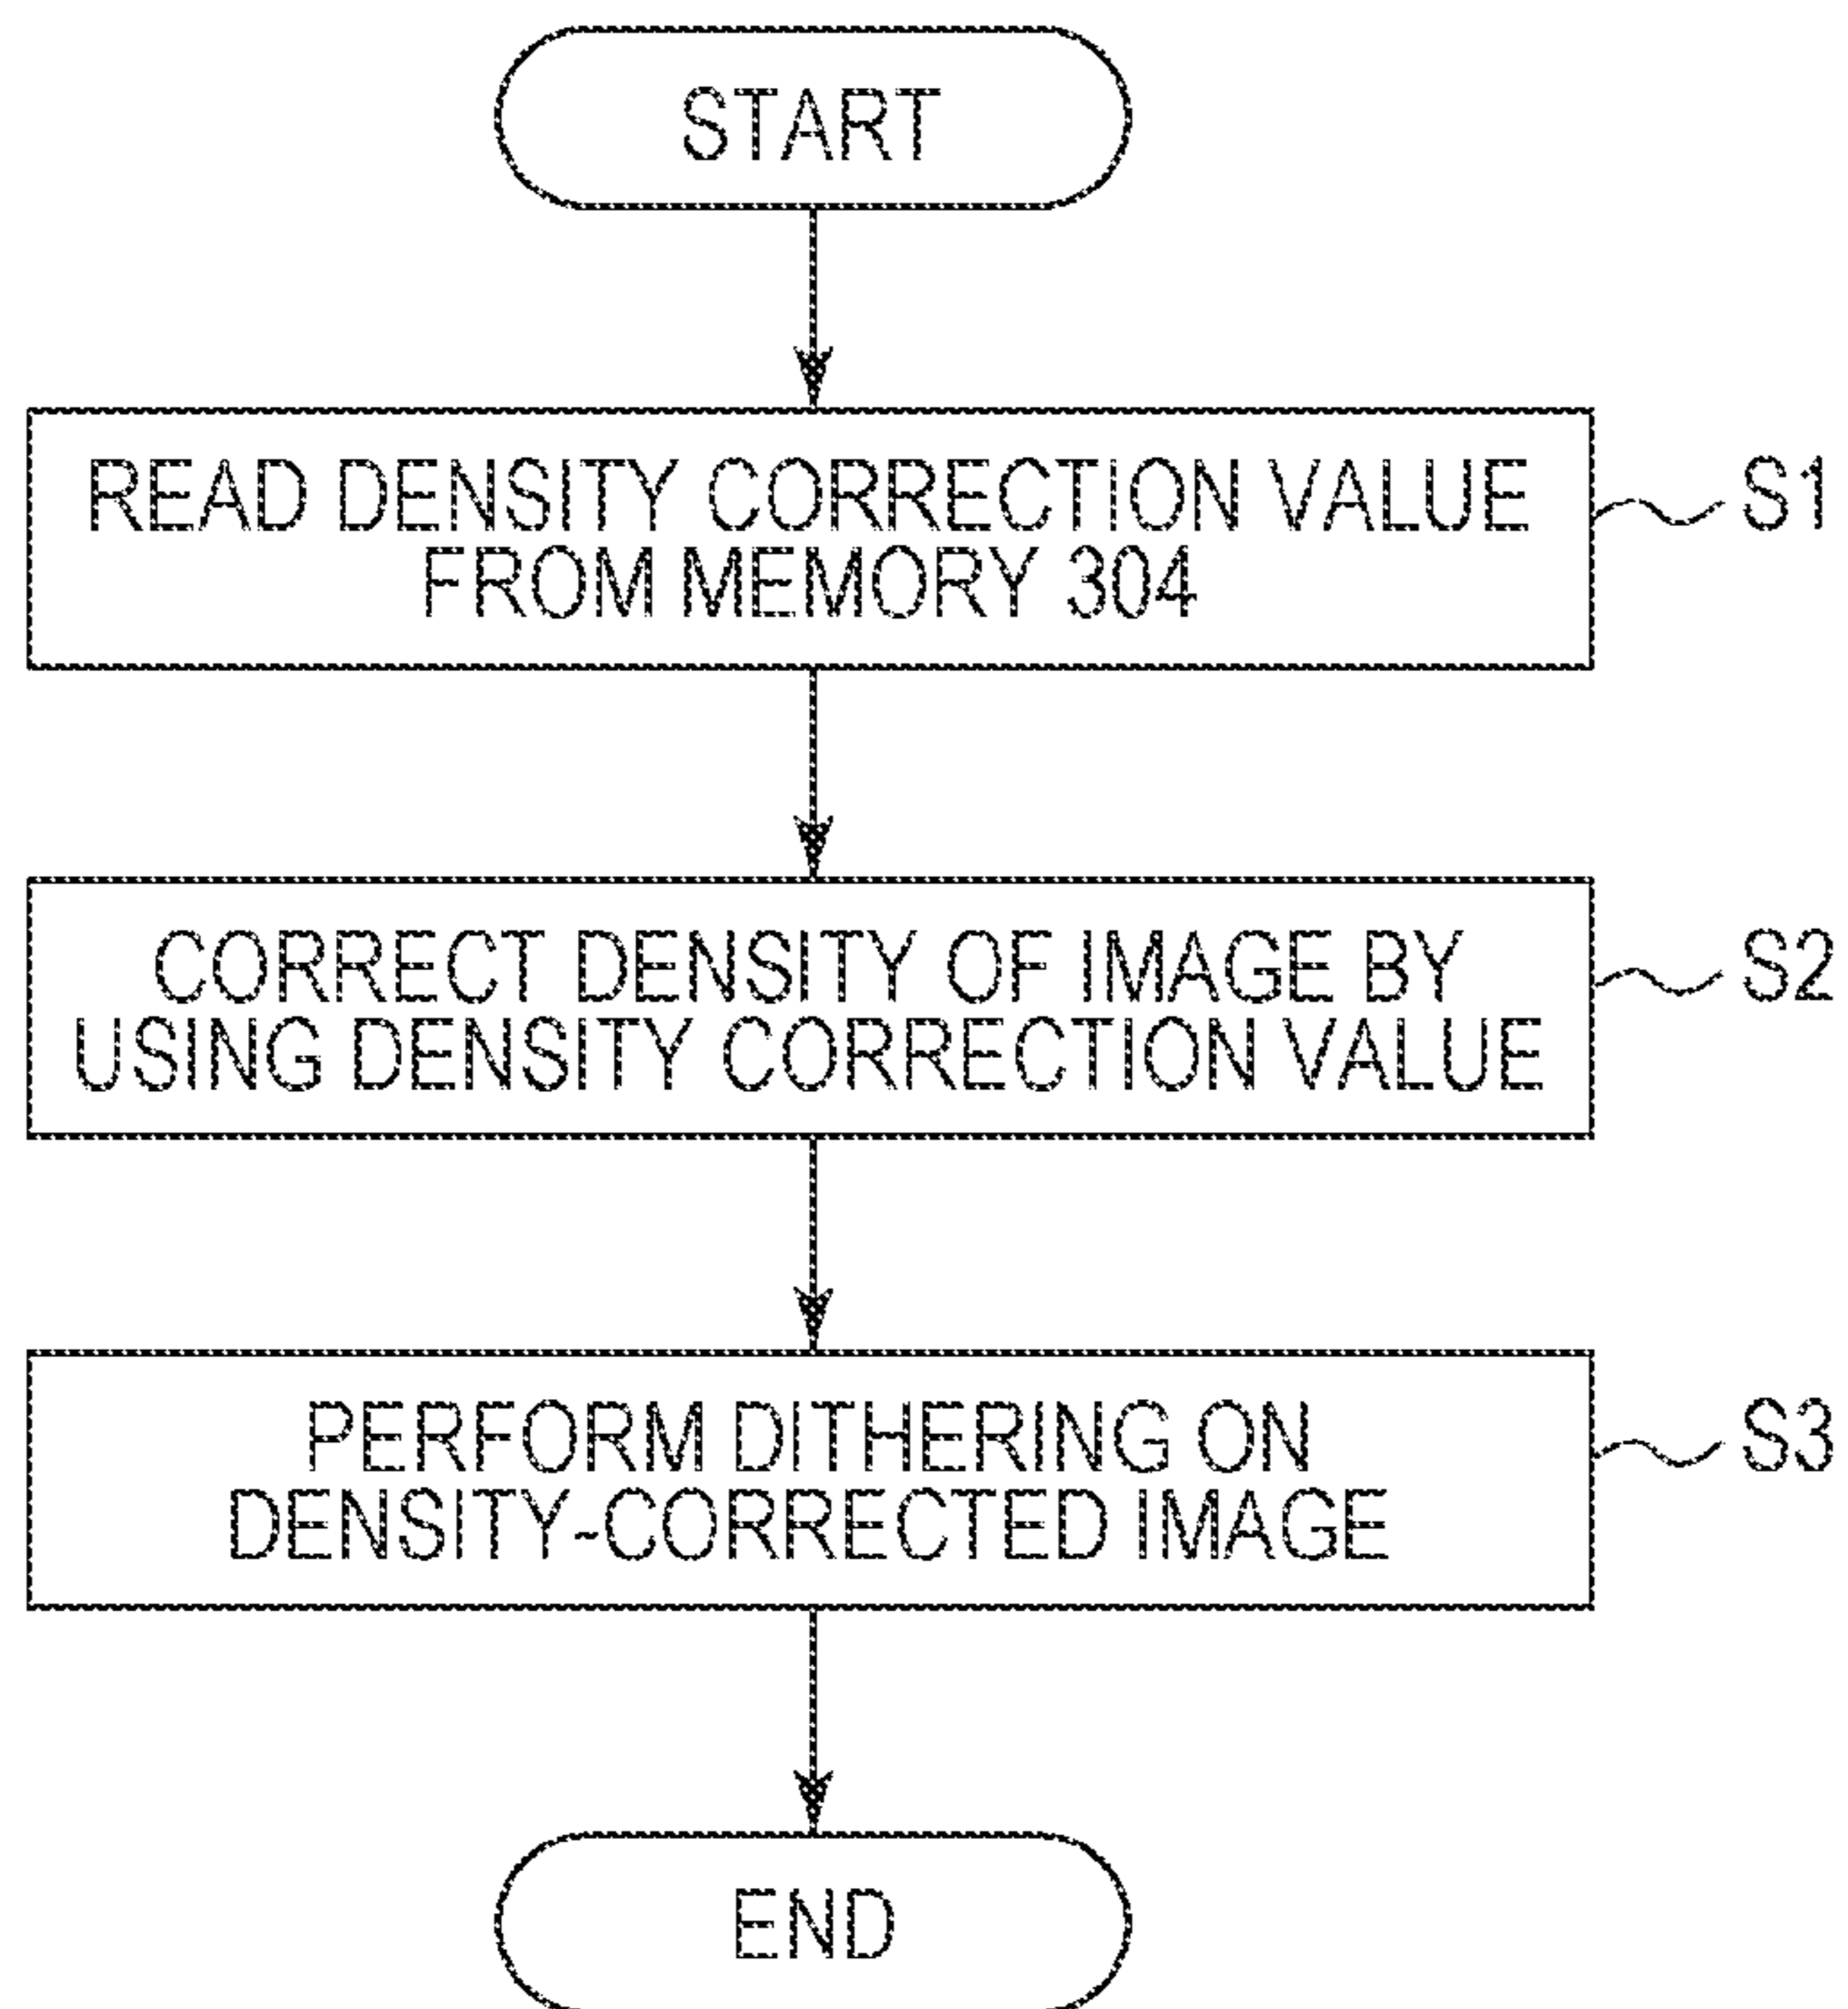 START
READ DENSITY CORRECTION VALUE
FROM MEMORY 304
S1
CORRECT DENSITY OF IMAGE BY
USING DENSITY CORRECTION VALUE
S2
PERFORM DITHERING ON
DENSITY-CORRECTED IMAGE
S3
END